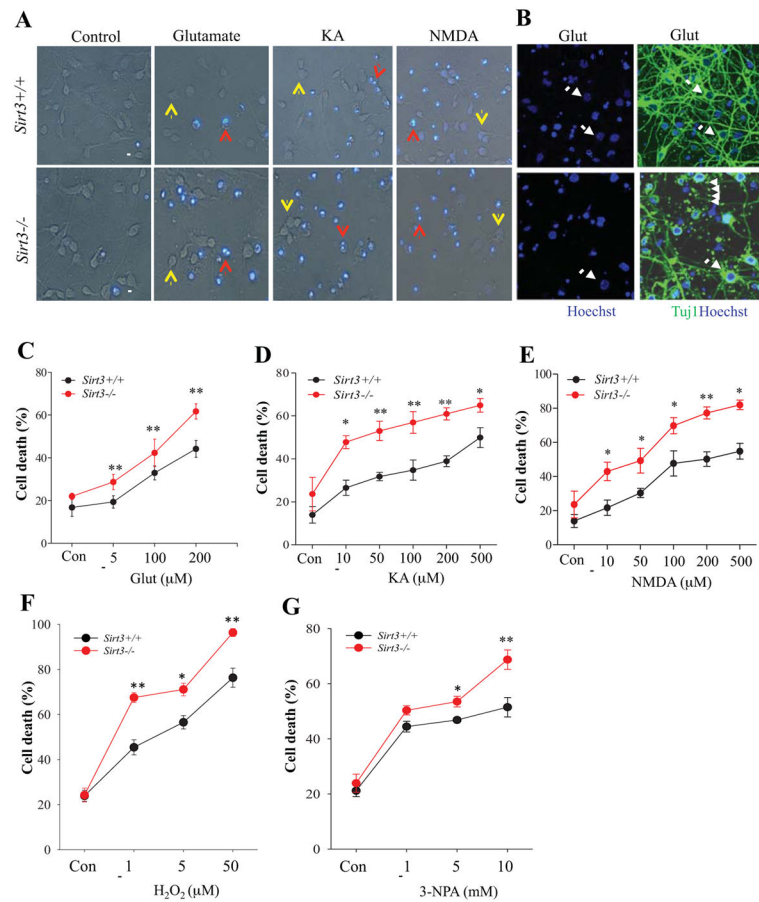 A
Control Glutamate KA NMDA
Sirt3+/+
Sirt3-/-
B
Glut Glut
Hoechst Tuj1Hoechst
C
Cell death (%)
80
60
40
20
0
Sirt3+/+
Sirt3-/-
**
**
**
Con 5 100 200
Glut (µM)
D
Cell death (%)
80
60
40
20
0
Sirt3+/+
Sirt3-/-
* ** ** ** *
Con 10 50 100 200 500
KA (µM)
E
Cell death (%)
100
80
60
40
20
0
Sirt3+/+
Sirt3-/-
* * * ** *
Con 10 50 100 200 500
NMDA (µM)
F
Cell death (%)
100
80
60
40
20
0
Sirt3+/+
Sirt3-/-
** * **
Con 1 5 50
H₂O₂ (µM)
G
Cell death (%)
80
60
40
20
0
Sirt3+/+
Sirt3-/-
* **
Con 1 5 10
3-NPA (mM)